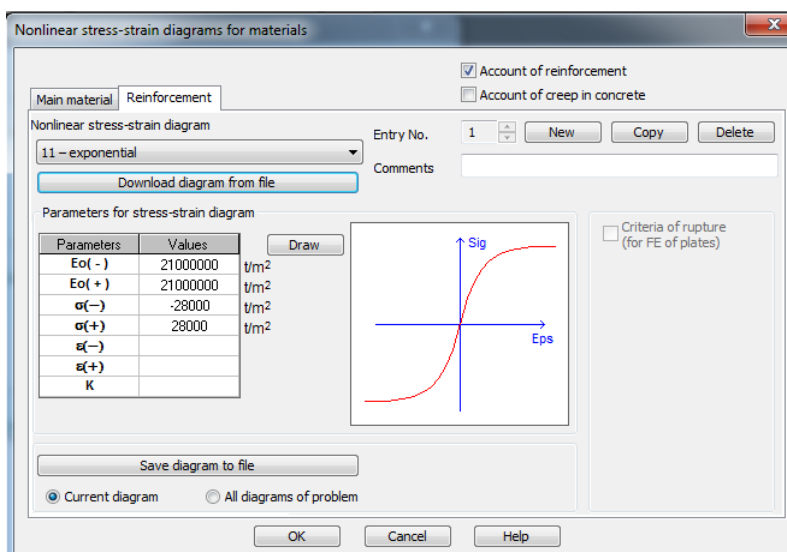 Nonlinear stress-strain diagrams for materials
Account of reinforcement
Account of creep in concrete
Main material
Reinforcement
Nonlinear stress-strain diagram
11 – exponential
Download diagram from file
Entry No.
1
New
Copy
Delete
Comments
Parameters for stress-strain diagram
Parameters Values
Eo( - ) 21000000 t/m2
Eo( + ) 21000000 t/m2
σ(−) -28000 t/m2
σ(+) 28000 t/m2
ε(−)
ε(+)
K
Draw
Sig
Eps
Criteria of rupture
(for FE of plates)
Save diagram to file
Current diagram
All diagrams of problem
OK
Cancel
Help